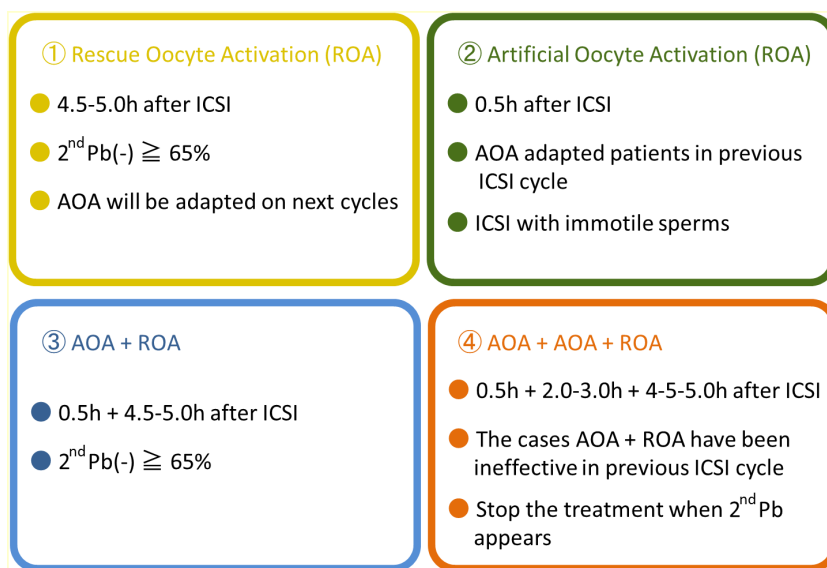 ① Rescue Oocyte Activation (ROA)
4.5-5.0h after ICSI
2nd Pb(-) ≧ 65%
AOA will be adapted on next cycles
② Artificial Oocyte Activation (ROA)
0.5h after ICSI
AOA adapted patients in previous
ICSI cycle
ICSI with immotile sperms
③ AOA + ROA
0.5h + 4.5-5.0h after ICSI
2nd Pb(-) ≧ 65%
④ AOA + AOA + ROA
0.5h + 2.0-3.0h + 4-5-5.0h after ICSI
The cases AOA + ROA have been
ineffective in previous ICSI cycle
Stop the treatment when 2nd Pb
appears